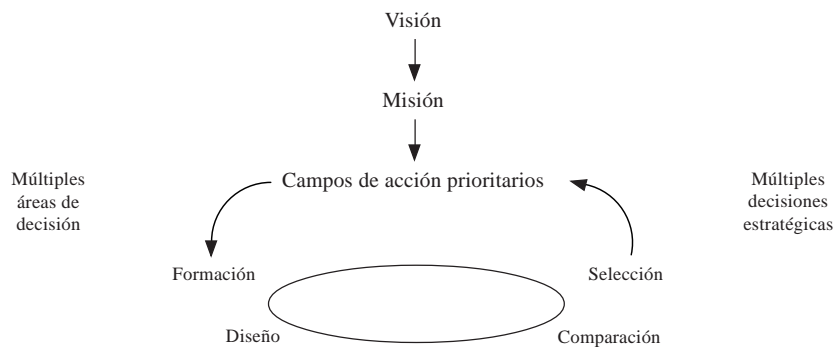 Visión
Misión
Campos de acción prioritarios
Múltiples
áreas de
decisión
Múltiples
decisiones
estratégicas
Formación
Selección
Diseño
Comparación